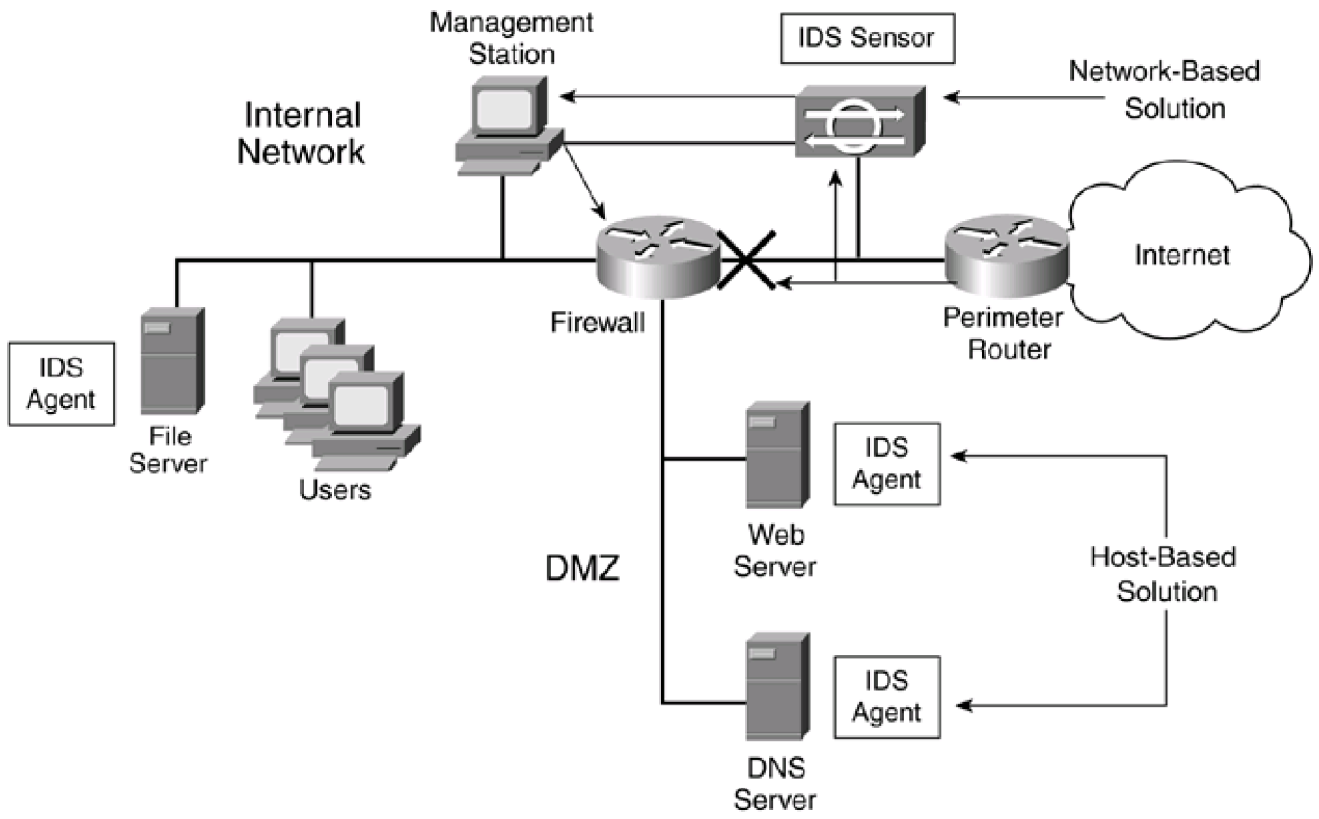 Management
Station
IDS Sensor
Network-Based
Solution
Internal
Network
Internet
Firewall
Perimeter
Router
IDS
Agent
File
Server
Users
IDS
Agent
Web
Server
DMZ
Host-Based
Solution
IDS
Agent
DNS
Server